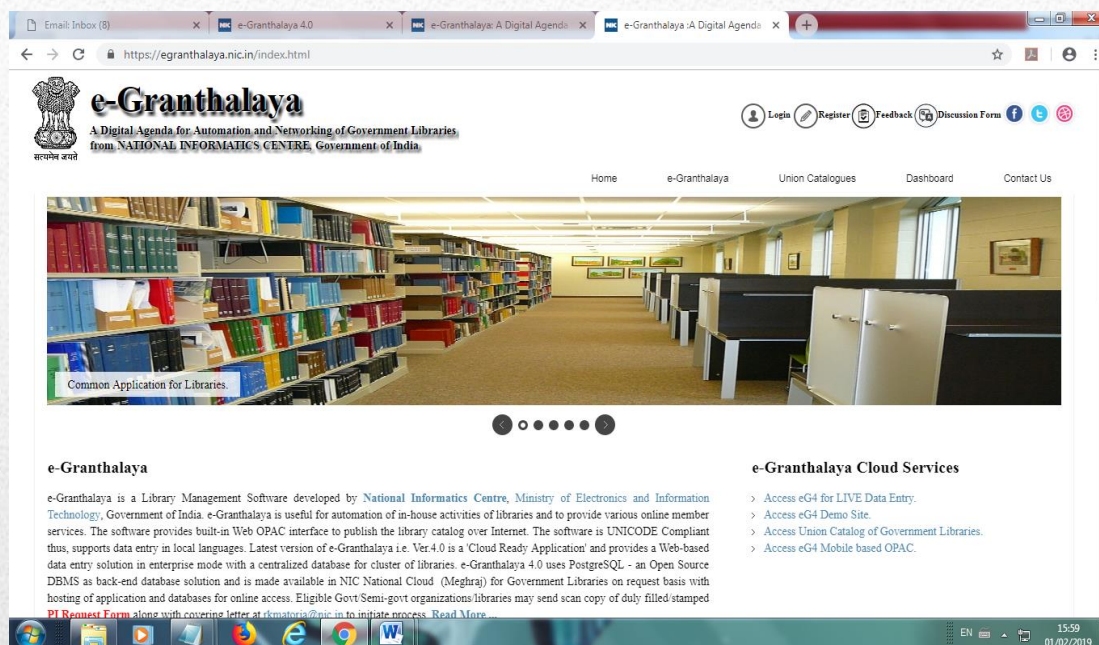 Email: Inbox (8)
e-Granthalaya 4.0
e-Granthalaya: A Digital Agenda
e-Granthalaya :A Digital Agenda
https://egranthalaya.nic.in/index.html
सत्यमेव जयते
e-Granthalaya
A Digital Agenda for Automation and Networking of Government Libraries
from NATIONAL INFORMATICS CENTRE, Government of India
Login Register Feedback Discussion Form
Home e-Granthalaya Union Catalogues Dashboard Contact Us
Common Application for Libraries.
e-Granthalaya
e-Granthalaya is a Library Management Software developed by National Informatics Centre, Ministry of Electronics and Information
Technology, Government of India. e-Granthalaya is useful for automation of in-house activities of libraries and to provide various online member
services. The software provides built-in Web OPAC interface to publish the library catalog over Internet. The software is UNICODE Compliant
thus, supports data entry in local languages. Latest version of e-Granthalaya i.e. Ver.4.0 is a 'Cloud Ready Application' and provides a Web-based
data entry solution in enterprise mode with a centralized database for cluster of libraries. e-Granthalaya 4.0 uses PostgreSQL - an Open Source
DBMS as back-end database solution and is made available in NIC National Cloud (Meghraj) for Government Libraries on request basis with
hosting of application and databases for online access. Eligible Govt/Semi-govt organizations/libraries may send scan copy of duly filled/stamped
PI Request Form along with covering letter at rkmatoria@nic.in to initiate process. Read More ...
e-Granthalaya Cloud Services
> Access eG4 for LIVE Data Entry.
> Access eG4 Demo Site.
> Access Union Catalog of Government Libraries.
> Access eG4 Mobile based OPAC.
EN
15:59
01/02/2019